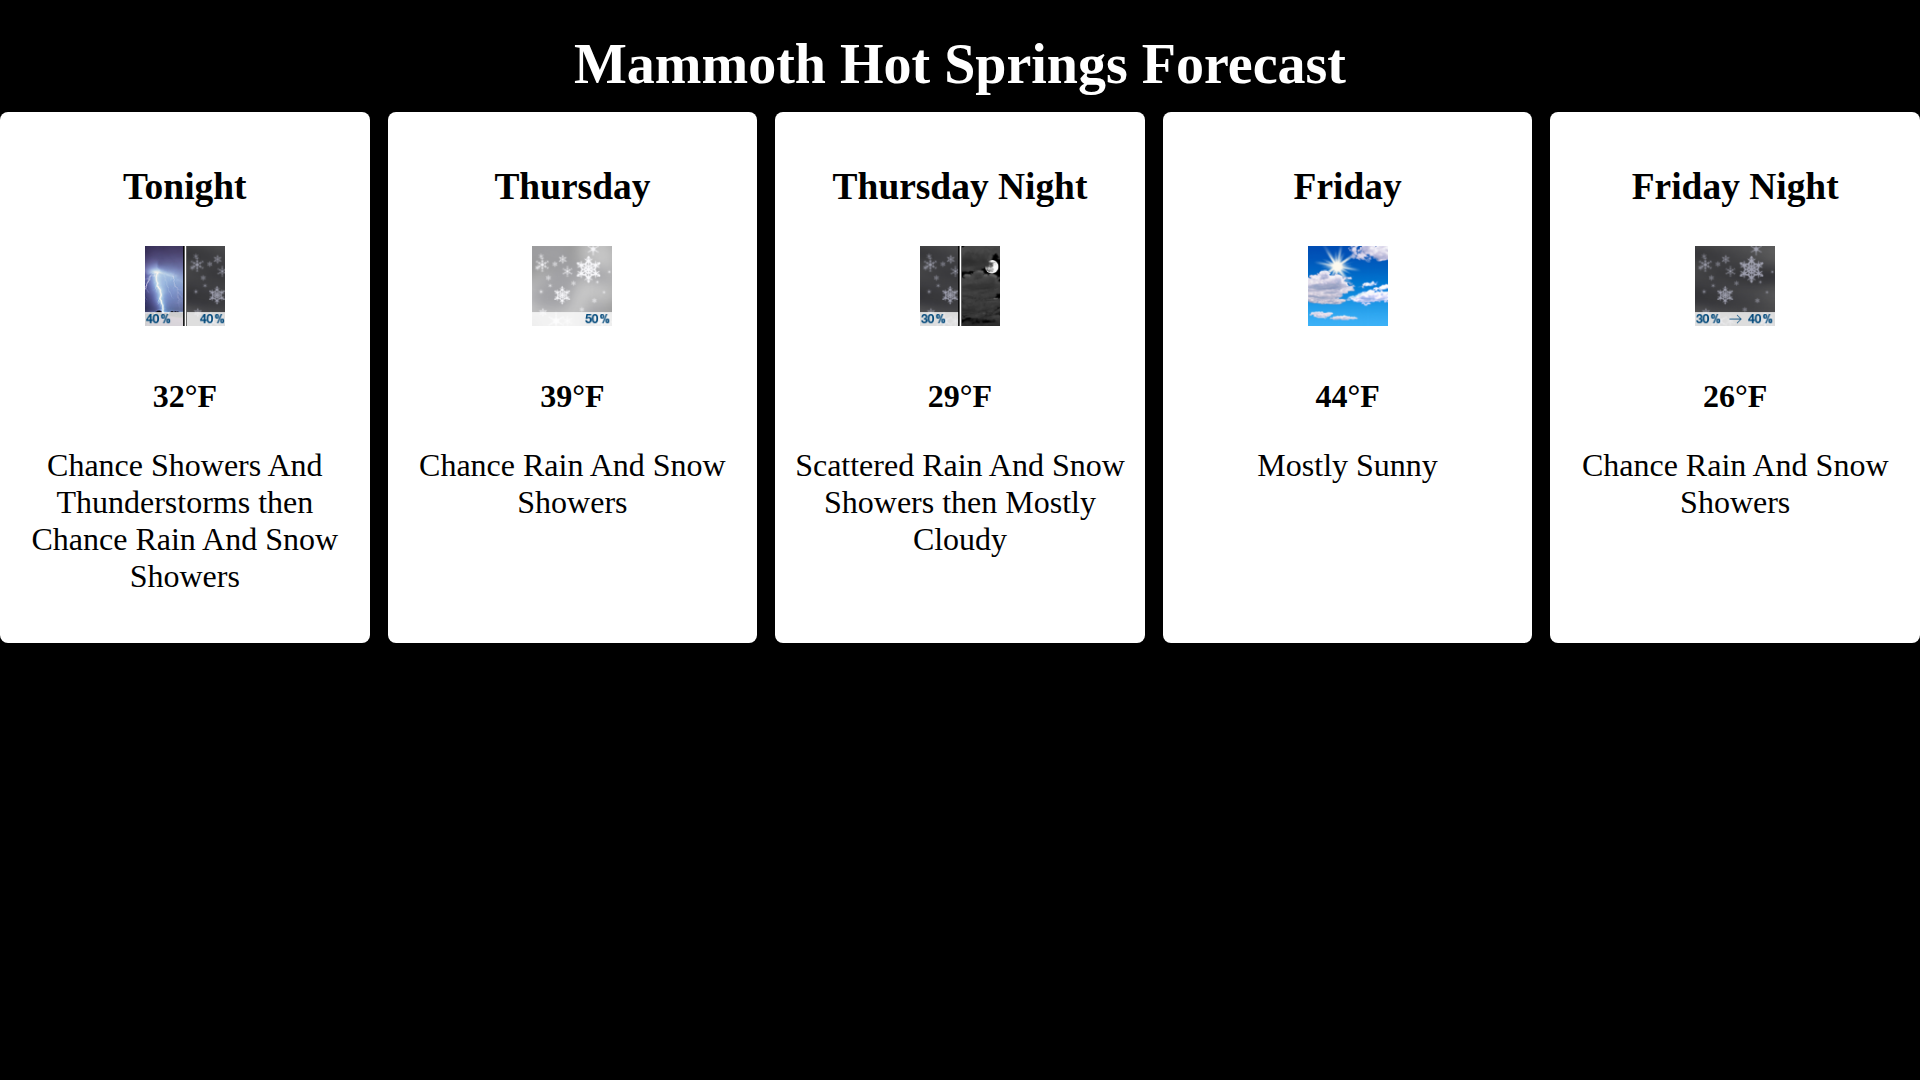 Mammoth Hot Springs Forecast
Tonight
40% 40%
32°F
Chance Showers And
Thunderstorms then
Chance Rain And Snow
Showers
Thursday
50%
39°F
Chance Rain And Snow
Showers
Thursday Night
30%
29°F
Scattered Rain And Snow
Showers then Mostly
Cloudy
Friday
44°F
Mostly Sunny
Friday Night
30% → 40%
26°F
Chance Rain And Snow
Showers